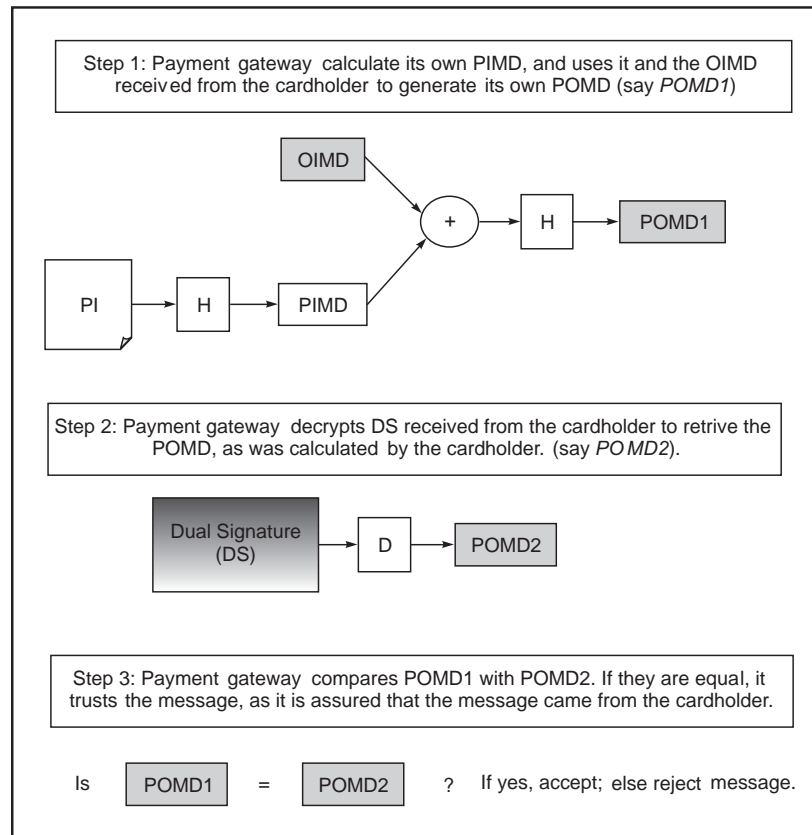 Step 1: Payment gateway calculate its own PIMD, and uses it and the OIMD
received from the cardholder to generate its own POMD (say POMD1)
OIMD
+
H
POMD1
PI
H
PIMD
Step 2: Payment gateway decrypts DS received from the cardholder to retrive the
POMD, as was calculated by the cardholder. (say POMD2).
Dual Signature
(DS)
D
POMD2
Step 3: Payment gateway compares POMD1 with POMD2. If they are equal, it
trusts the message, as it is assured that the message came from the cardholder.
Is POMD1 = POMD2 ? If yes, accept; else reject message.